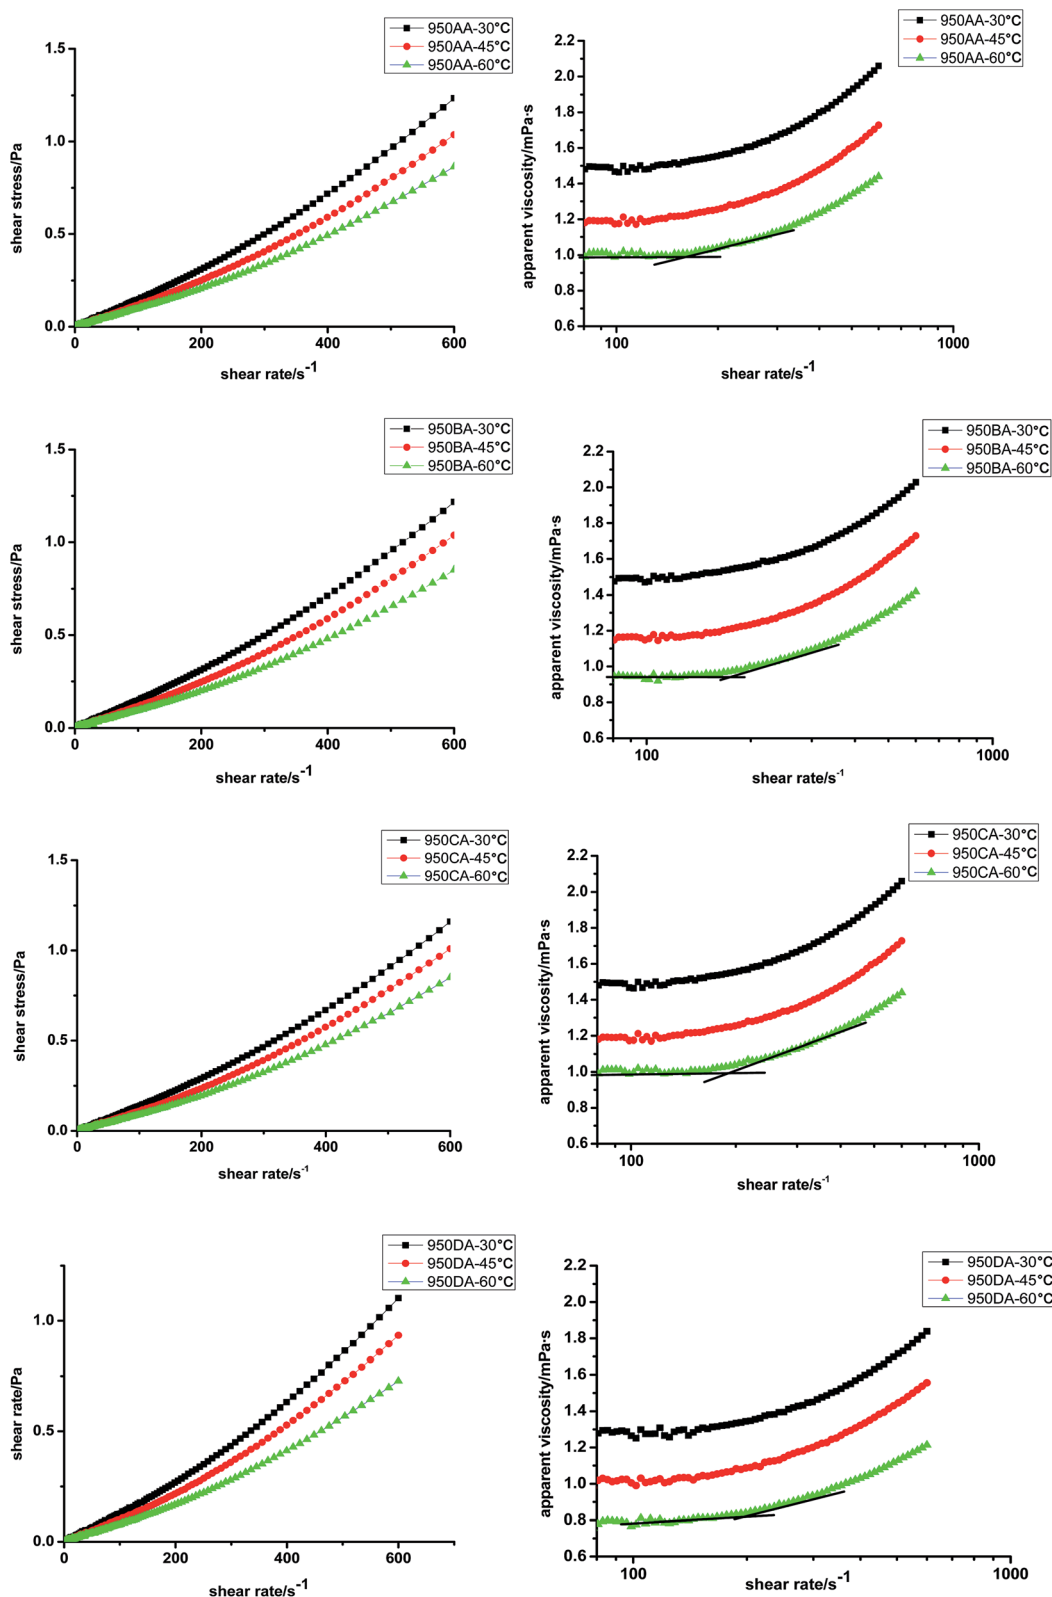 950AA-30°C
950AA-45°C
950AA-60°C
1.5
1.0
0.5
0.0
shear stress/Pa
0
200
400
600
shear rate/s-1
950AA-30°C
950AA-45°C
950AA-60°C
2.2
2.0
1.8
1.6
1.4
1.2
1.0
0.8
0.6
apparent viscosity/mPa·s
100
1000
shear rate/s-1
950BA-30°C
950BA-45°C
950BA-60°C
1.5
1.0
0.5
0.0
shear stress/Pa
0
200
400
600
shear rate/s-1
950BA-30°C
950BA-45°C
950BA-60°C
2.2
2.0
1.8
1.6
1.4
1.2
1.0
0.8
0.6
apparent viscosity/mPa·s
100
1000
shear rate/s-1
950CA-30°C
950CA-45°C
950CA-60°C
1.5
1.0
0.5
0.0
shear stress/Pa
0
200
400
600
shear rate/s-1
950CA-30°C
950CA-45°C
950CA-60°C
2.2
2.0
1.8
1.6
1.4
1.2
1.0
0.8
0.6
apparent viscosity/mPa·s
100
1000
shear rate/s-1
950DA-30°C
950DA-45°C
950DA-60°C
1.0
0.5
0.0
shear rate/Pa
0
200
400
600
shear rate/s-1
950DA-30°C
950DA-45°C
950DA-60°C
2.2
2.0
1.8
1.6
1.4
1.2
1.0
0.8
0.6
apparent viscosity/mPa·s
100
1000
shear rate/s-1